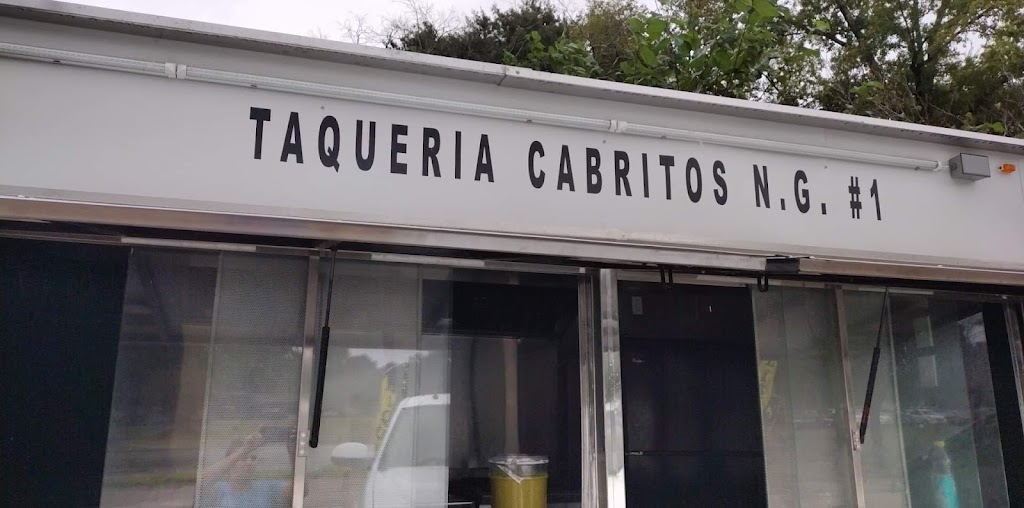 TAQUERIA CABRITOS N.G. #1